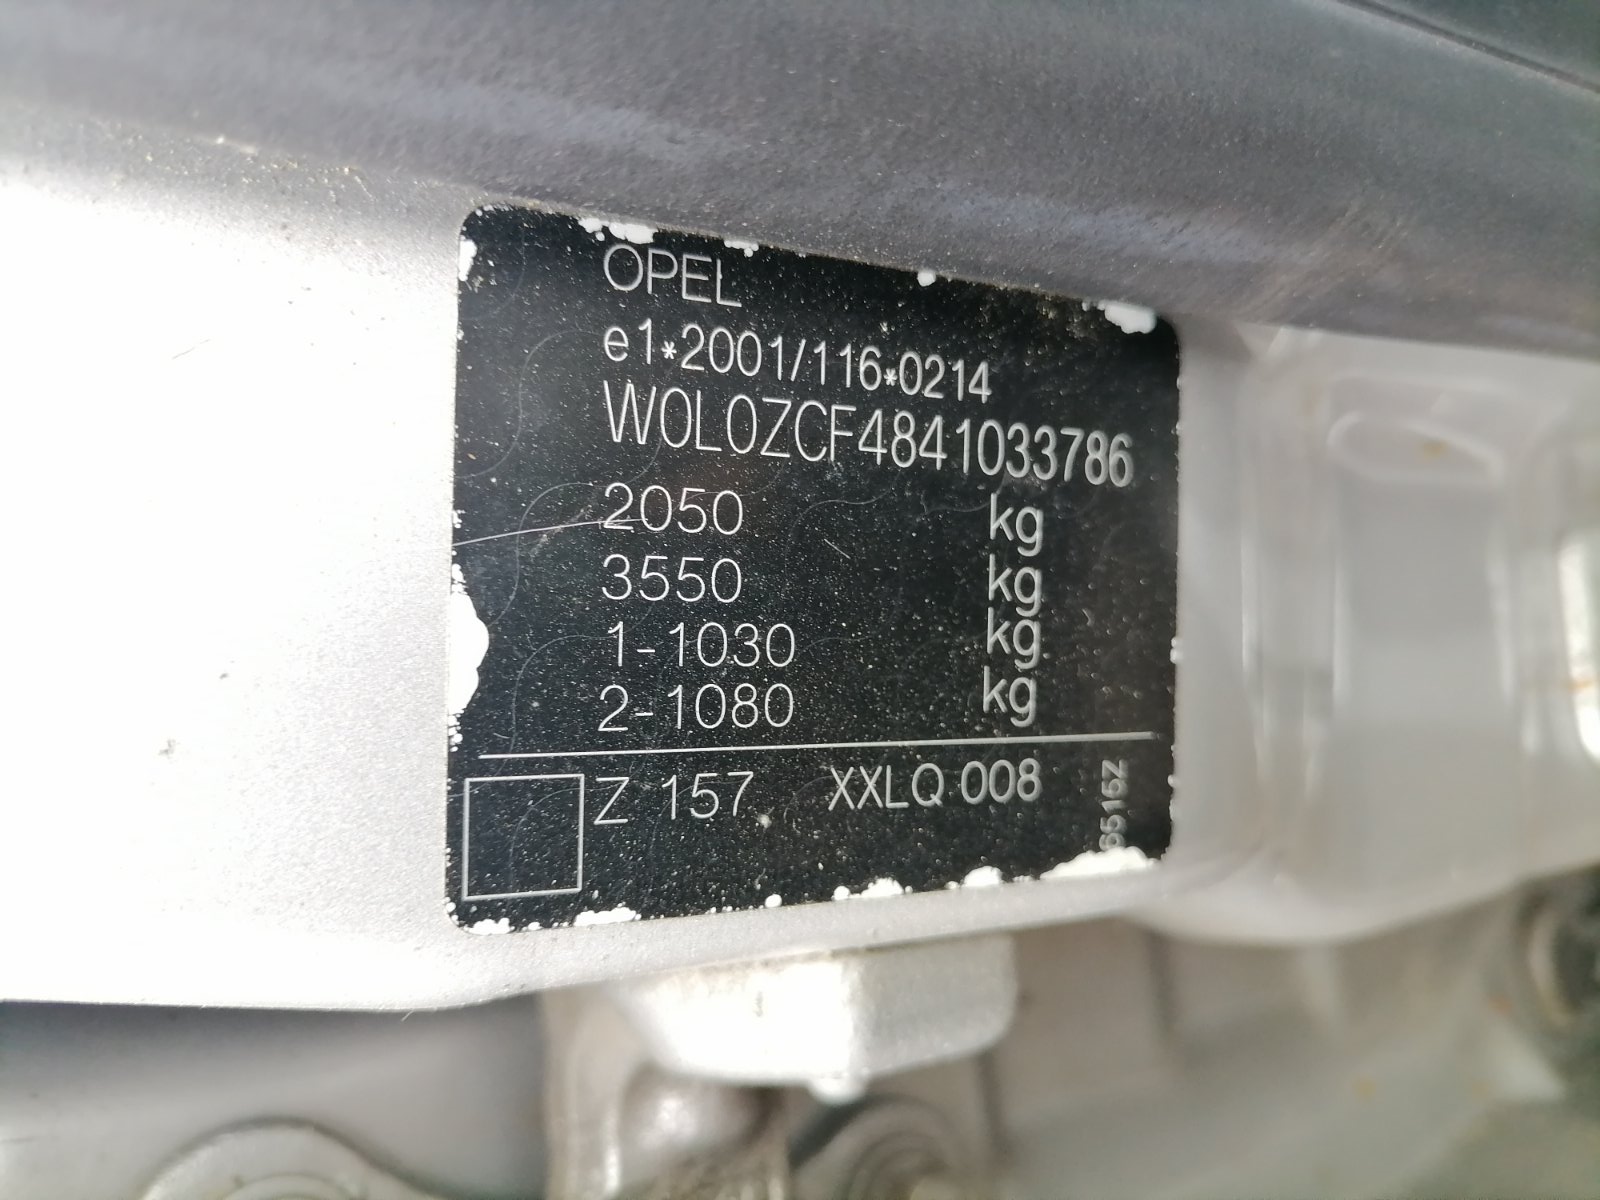 OPEL
e1*2001/116*0214
W0L0ZCF4841033786
2050 kg
3550 kg
1-1030 kg
2-1080 kg
Z 157 XXLQ 008
6515Z